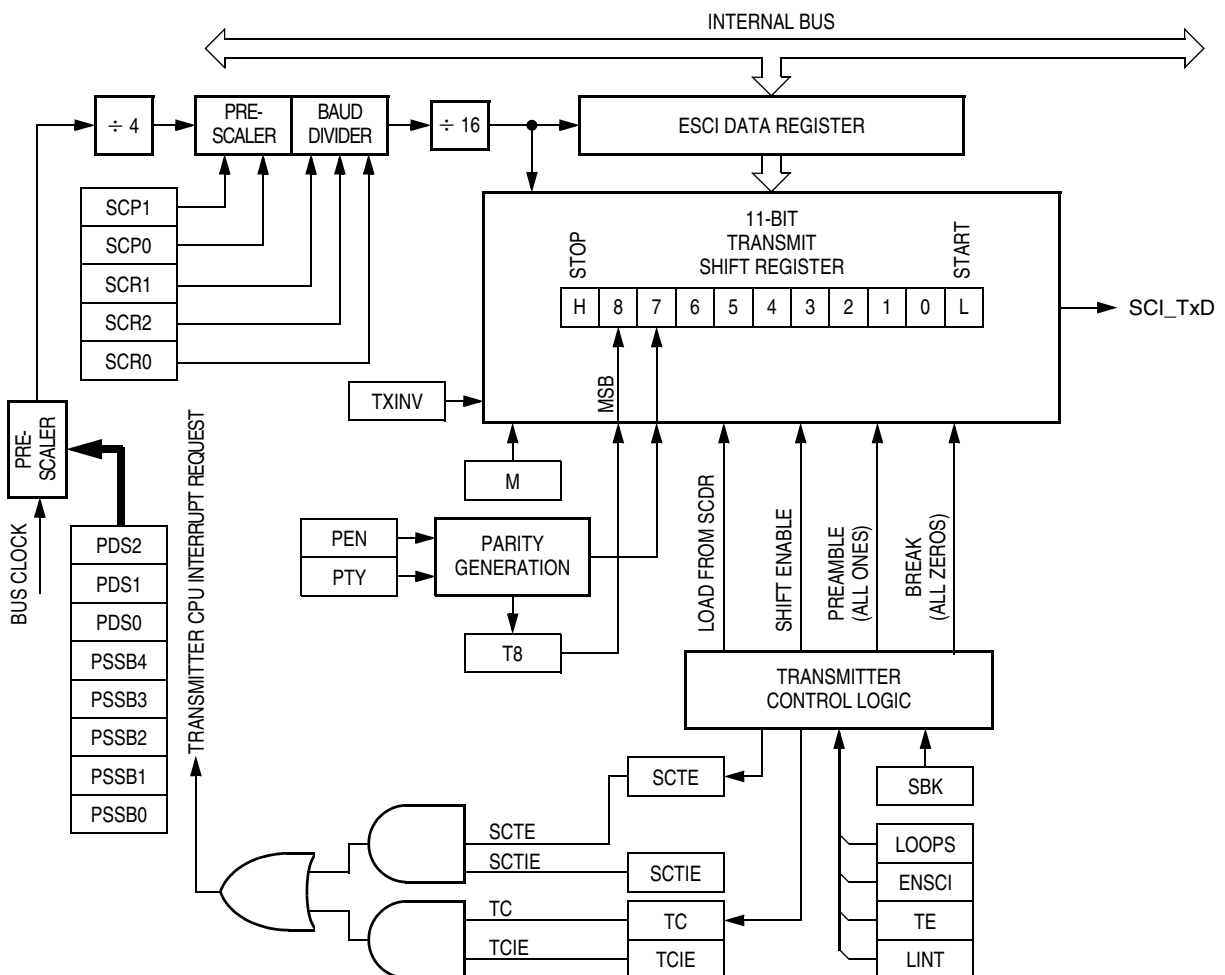 INTERNAL BUS
÷ 4
PRE-
SCALER
BAUD
DIVIDER
÷ 16
ESCI DATA REGISTER
SCP1
SCP0
SCR1
SCR2
SCR0
11-BIT
TRANSMIT
SHIFT REGISTER
STOP
START
H 8 7 6 5 4 3 2 1 0 L
SCI_TxD
TXINV
MSB
M
PRE-
SCALER
BUS CLOCK
PDS2
PDS1
PDS0
PSSB4
PSSB3
PSSB2
PSSB1
PSSB0
TRANSMITTER CPU INTERRUPT REQUEST
PEN
PTY
PARITY
GENERATION
T8
LOAD FROM SCDR
SHIFT ENABLE
PREAMBLE
(ALL ONES)
BREAK
(ALL ZEROS)
TRANSMITTER
CONTROL LOGIC
SCTE
SBK
SCTE
SCTIE
SCTIE
TC
TC
TCIE
TCIE
LOOPS
ENSCI
TE
LINT